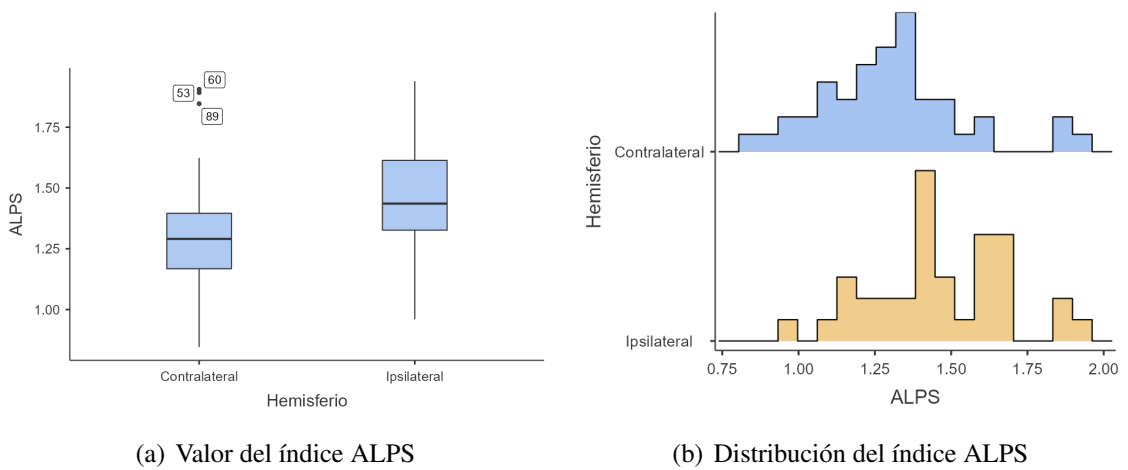 60
53
89
1.75
1.50
1.25
1.00
ALPS
Contralateral
Ipsilateral
Hemisferio
(a) Valor del índice ALPS
Hemisferio
Contralateral
Ipsilateral
0.75 1.00 1.25 1.50 1.75 2.00
ALPS
(b) Distribución del índice ALPS